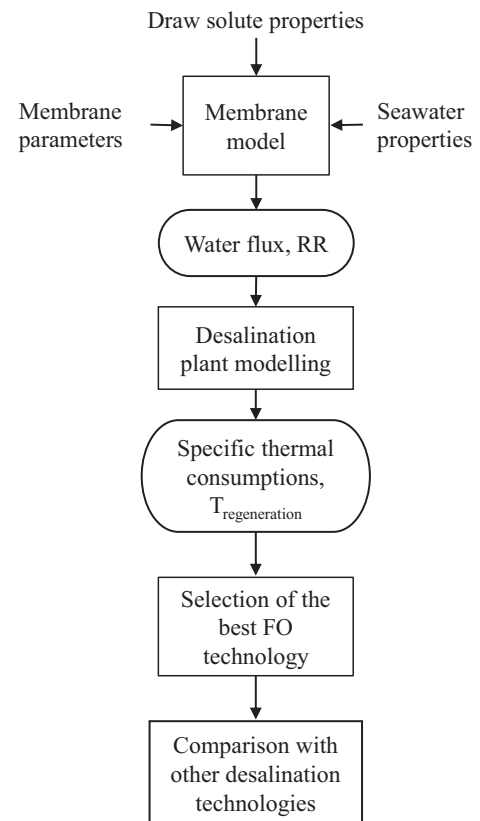 Draw solute properties
Membrane
parameters
Membrane
model
Seawater
properties
Water flux, RR
Desalination
plant modelling
Specific thermal
consumptions,
T_regeneration
Selection of the
best FO
technology
Comparison with
other desalination
technologies